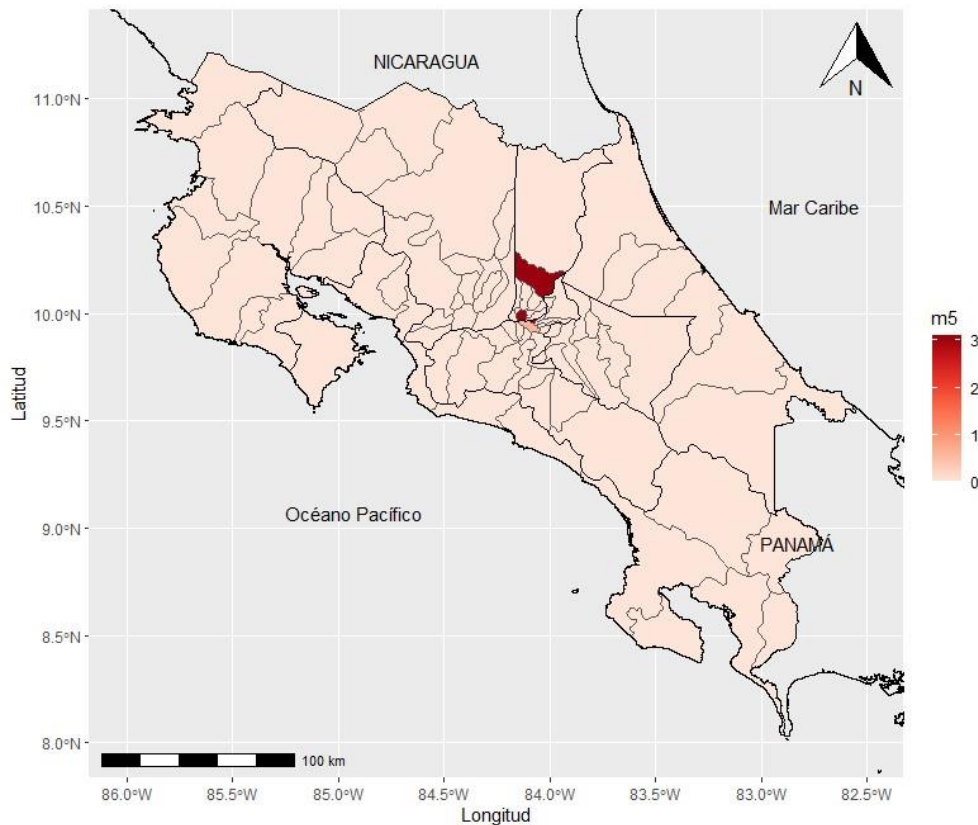 NICARAGUA
N
11.0°N
10.5°N
Mar Caribe
10.0°N
m5
3
2
1
0
Latitud
9.5°N
Océano Pacífico
9.0°N
PANAMÁ
8.5°N
8.0°N
100 km
86.0°W 85.5°W 85.0°W 84.5°W 84.0°W 83.5°W 83.0°W 82.5°W
Longitud